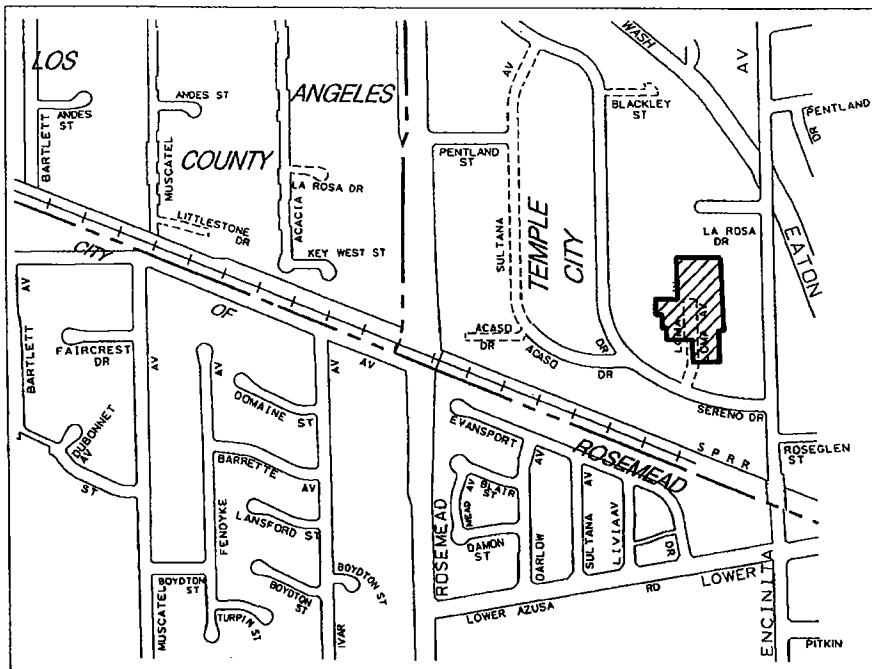 LOS
ANGELES
COUNTY
WASH
AV
BARTLETT
ANDES
ST
ANDES ST
MUSCATEL
LA ROSA DR
ACACIA
LITTLESTONE
DR
KEY WEST ST
AV
PENTLAND
ST
BLACKLEY
ST
PENTLAND
DR
SULTANA
TEMPLE
CITY
LA ROSA
DR
EATON
LOMA
LOMA AV
CITY
OF
ROSEMEAD
AV
BARTLETT
FAIRCREST
DR
AV
AV
AV
AV
ACASO
DR
ACASO
DR
DR
SERENO DR
S P R R
ROSEGLEN
ST
DUBONNET
AV
ST
DOMAINE
ST
BARRETTE
AV
LANSFORD ST
FENDYKE
BOYDTON
ST
BOYDTON
ST
BOYDTON ST
TURPIN ST
MUSCATEL
IVAR
ROSEMEAD
EVANSPORT
AV
BLAIR
ST
MEAD
AV
DAMON
ST
DARLOW
SULTANA
AV
LIVIA AV
DR
LOWER AZUSA
RD
LOWER
ENCINITA
PITKIN